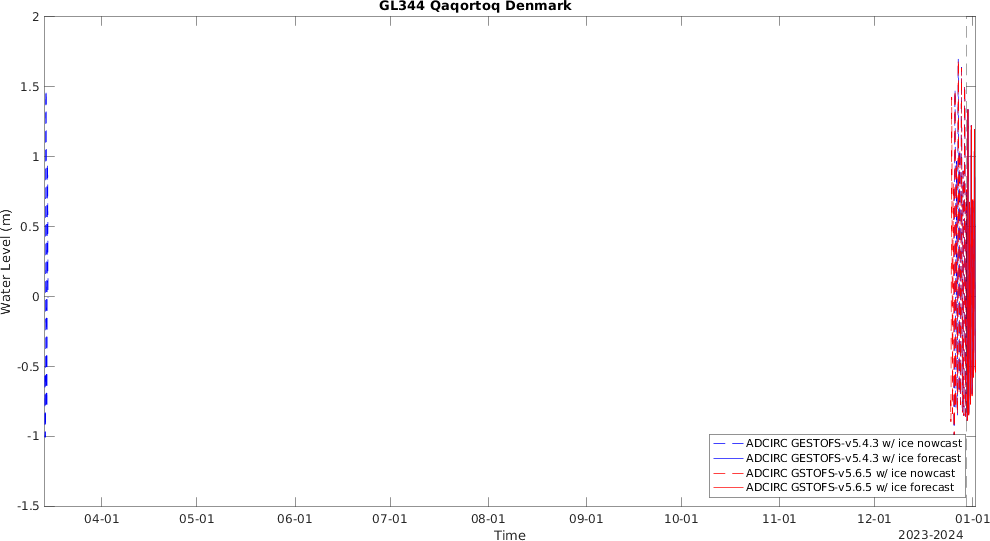 GL344 Qaqortoq Denmark
2
1.5
1
0.5
0
-0.5
-1
-1.5
Water Level (m)
ADCIRC GESTOFS-v5.4.3 w/ ice nowcast
ADCIRC GESTOFS-v5.4.3 w/ ice forecast
ADCIRC GSTOFS-v5.6.5 w/ ice nowcast
ADCIRC GSTOFS-v5.6.5 w/ ice forecast
04-01 05-01 06-01 07-01 08-01 09-01 10-01 11-01 12-01 01-01
Time
2023-2024